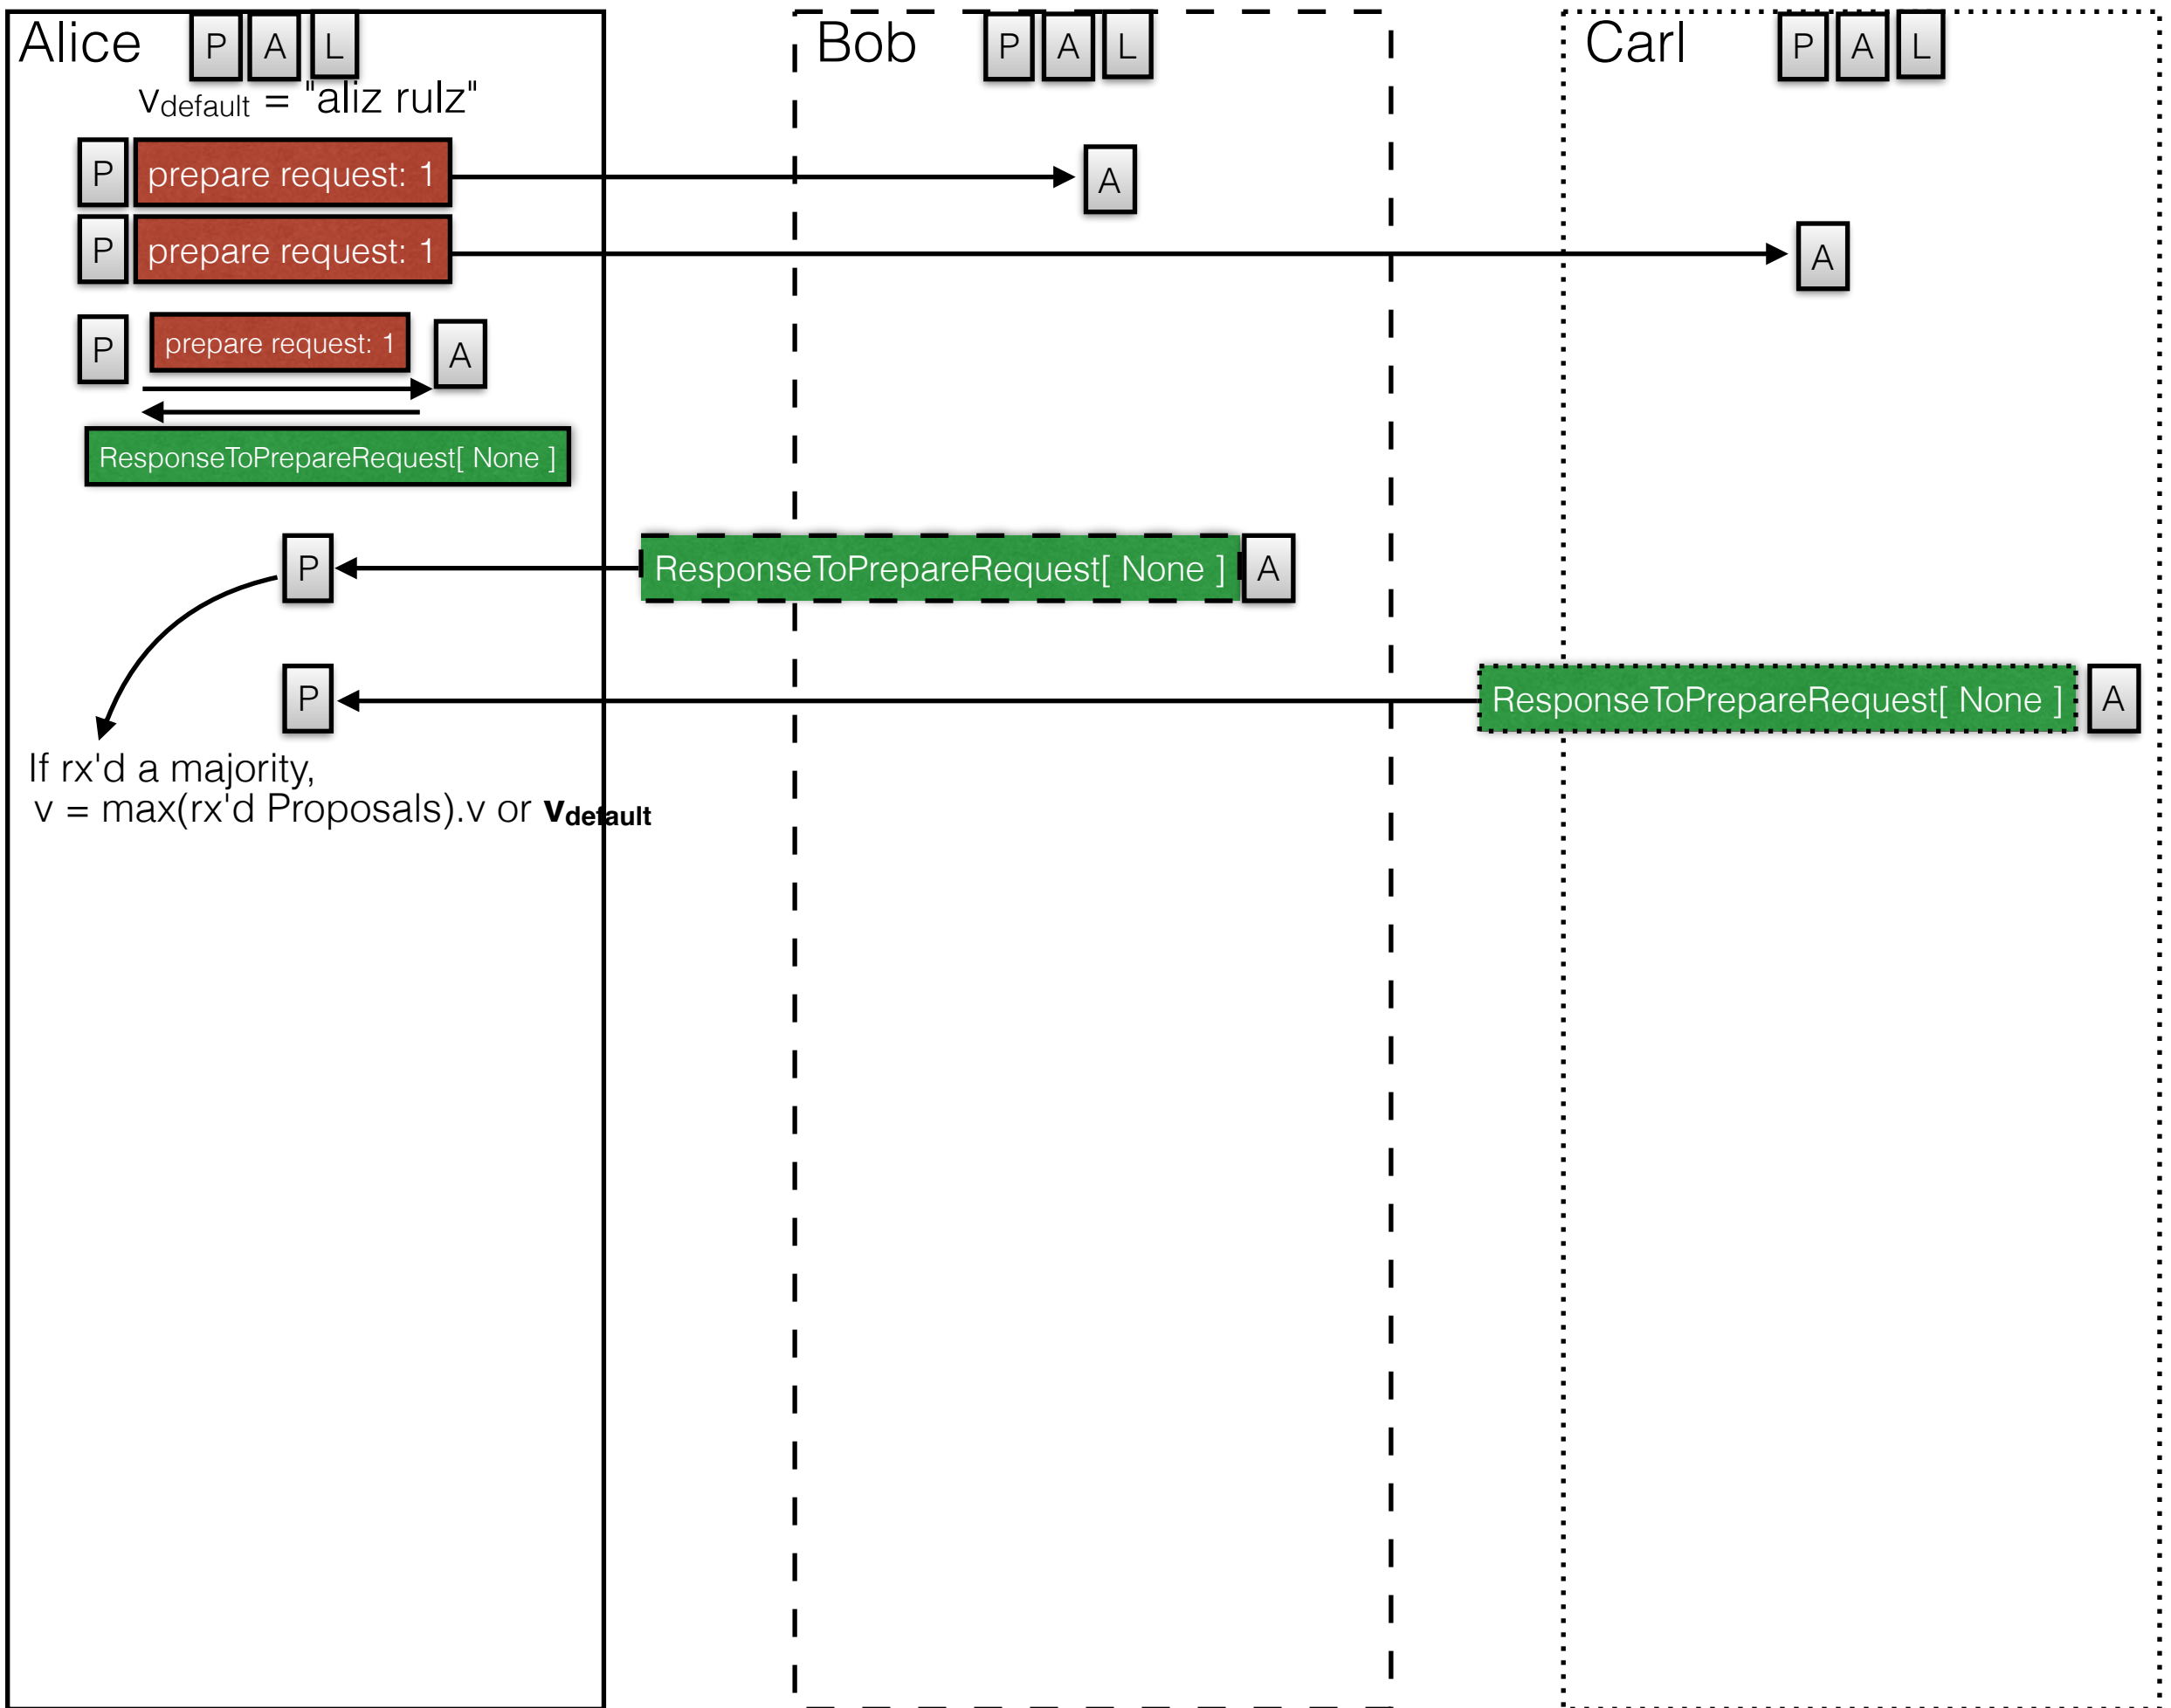 Alice P A L
Bob P A L
Carl P A L
vdefault = "aliz rulz"
P prepare request: 1 A
P prepare request: 1 A
P prepare request: 1 A
ResponseToPrepareRequest[ None ]
P ResponseToPrepareRequest[ None ] A
P ResponseToPrepareRequest[ None ] A
If rx'd a majority,
v = max(rx'd Proposals).v or vdefault